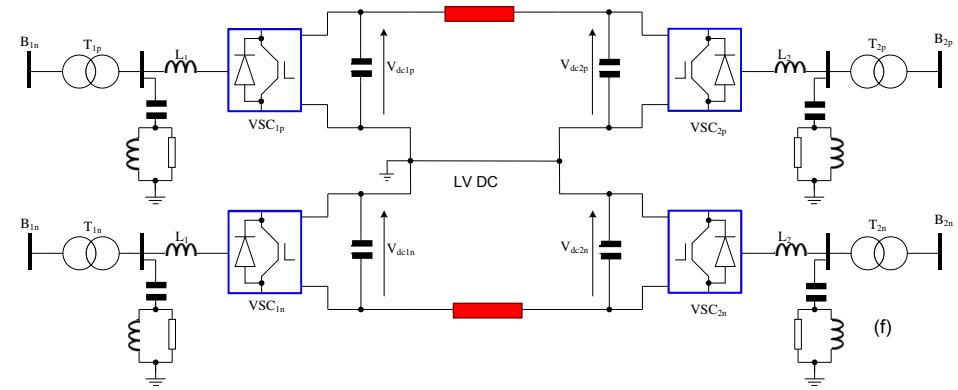 B1n
T1p
L1
VSC1p
Vdc1p
Vdc2p
VSC2p
L2
T2p
B2p
LV DC
B1n
T1n
L1
VSC1n
Vdc1n
Vdc2n
VSC2n
L2
T2n
B2n
(f)